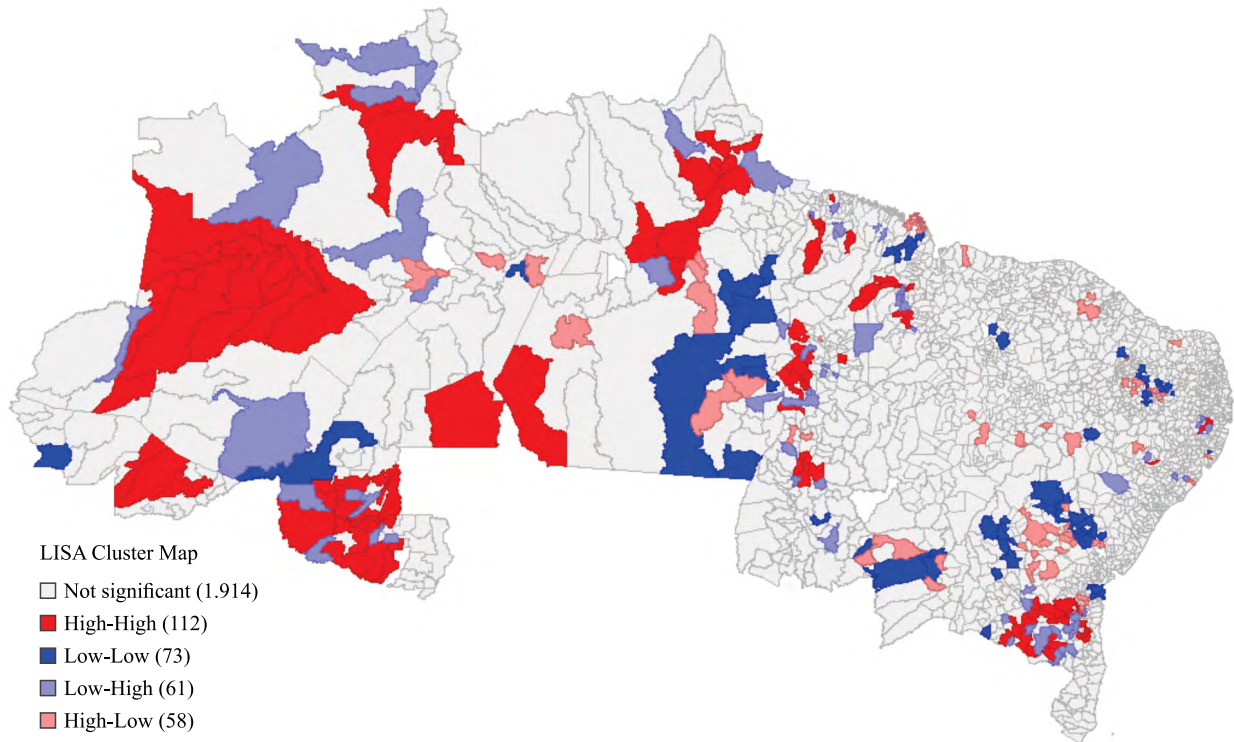 LISA Cluster Map
Not significant (1.914)
High-High (112)
Low-Low (73)
Low-High (61)
High-Low (58)